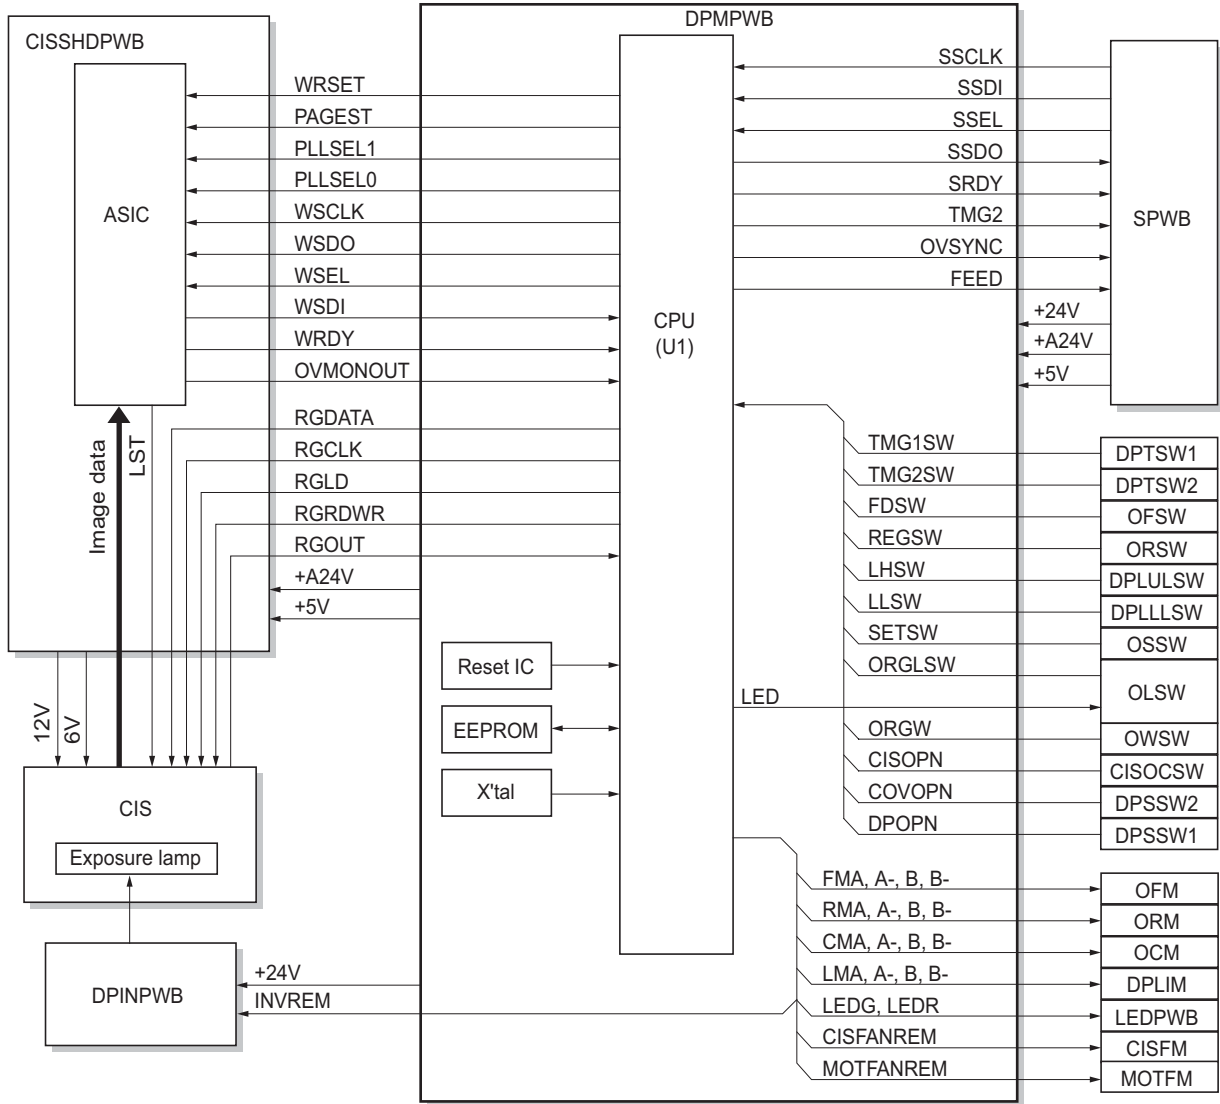 CISSHDPWB
ASIC
Image data
LST
12V
6V
CIS
Exposure lamp
DPINPWB
WRSET
PAGEST
PLLSEL1
PLLSEL0
WSCLK
WSDO
WSEL
WSDI
WRDY
OVMONOUT
RGDATA
RGCLK
RGLD
RGRDWR
RGOUT
+A24V
+5V
+24V
INVREM
DPMPWB
CPU
(U1)
Reset IC
EEPROM
X'tal
SSCLK
SSDI
SSEL
SSDO
SRDY
TMG2
OVSYNC
FEED
+24V
+A24V
+5V
SPWB
TMG1SW
DPTSW1
TMG2SW
DPTSW2
FDSW
OFSW
REGSW
ORSW
LHSW
DPLULSW
LLSW
DPLLLSW
SETSW
OSSW
ORGLSW
LED
OLSW
ORGW
OWSW
CISOPN
CISOCSW
COVOPN
DPSSW2
DPOPN
DPSSW1
FMA, A-, B, B-
OFM
RMA, A-, B, B-
ORM
CMA, A-, B, B-
OCM
LMA, A-, B, B-
DPLIM
LEDG, LEDR
LEDPWB
CISFANREM
CISFM
MOTFANREM
MOTFM